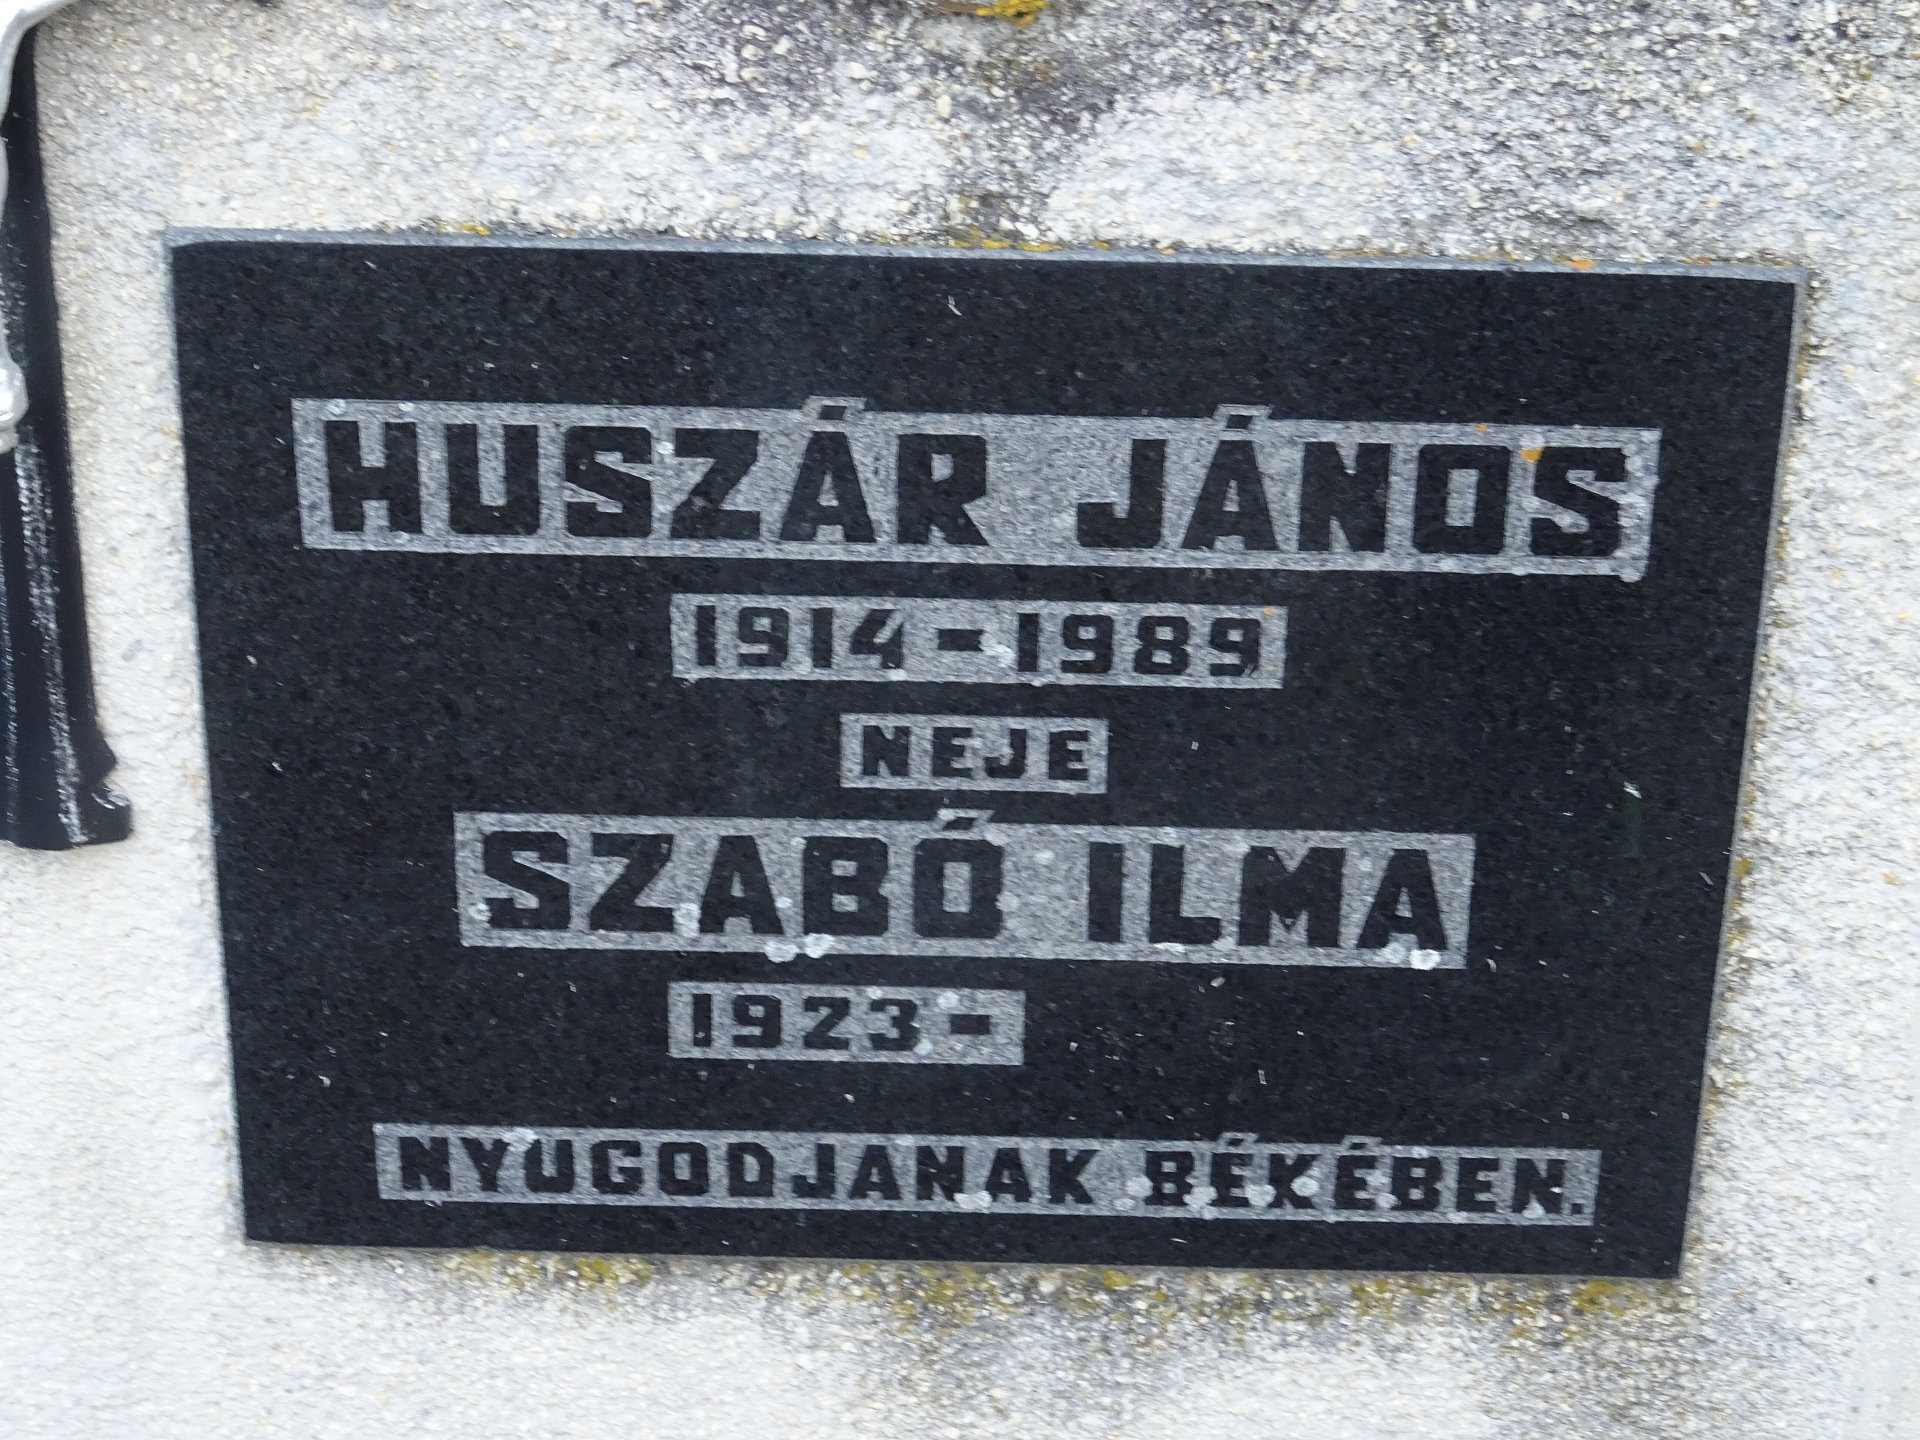 HUSZÁR JÁNOS
1914-1989
NEJE
SZABÓ ILMA
1923-
NYUGODJANAK BÉKÉBEN.